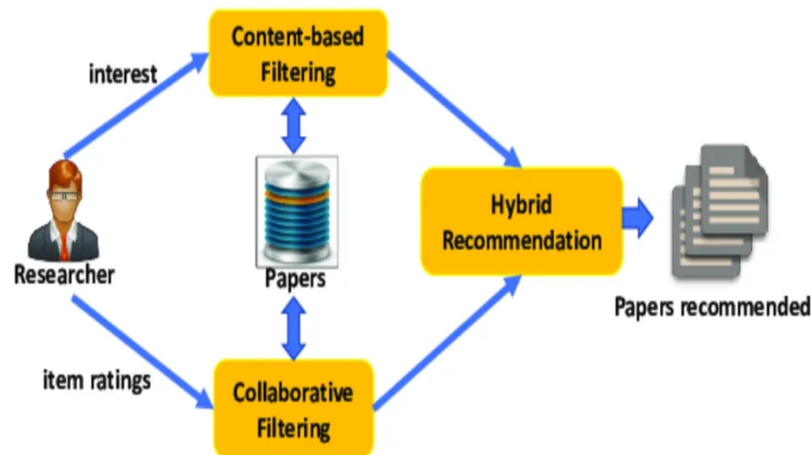 Content-based
Filtering
interest
Hybrid
Recommendation
Researcher
Papers
Papers recommended
item ratings
Collaborative
Filtering